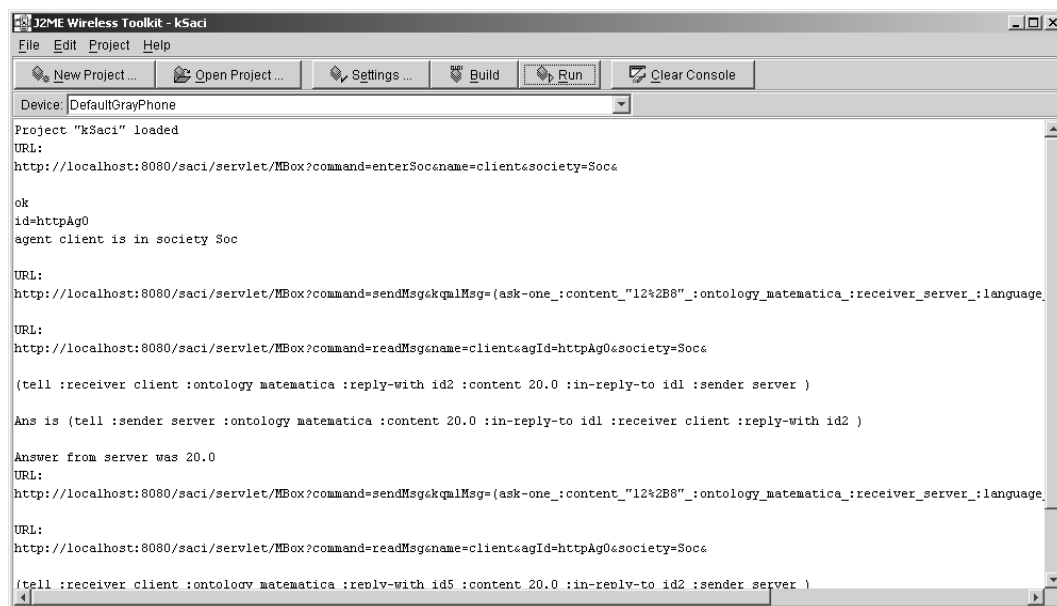 J2ME Wireless Toolkit - kSaci
File Edit Project Help
New Project ... Open Project ... Settings ... Build Run Clear Console
Device: DefaultGrayPhone
Project "kSaci" loaded
URL:
http://localhost:8080/saci/servlet/MBox?command=enterSoc&name=client&society=Soc&
ok
id=httpAg0
agent client is in society Soc
URL:
http://localhost:8080/saci/servlet/MBox?command=sendMsg&kqmlMsg=(ask-one_:content_"12%2B8"_:ontology_matematica_:receiver_server_:language_
URL:
http://localhost:8080/saci/servlet/MBox?command=readMsg&name=client&agId=httpAg0&society=Soc&
(tell :receiver client :ontology matematica :reply-with id2 :content 20.0 :in-reply-to id1 :sender server )
Ans is (tell :sender server :ontology matematica :content 20.0 :in-reply-to id1 :receiver client :reply-with id2 )
Answer from server was 20.0
URL:
http://localhost:8080/saci/servlet/MBox?command=sendMsg&kqmlMsg=(ask-one_:content_"12%2B8"_:ontology_matematica_:receiver_server_:language_
URL:
http://localhost:8080/saci/servlet/MBox?command=readMsg&name=client&agId=httpAg0&society=Soc&
(tell :receiver client :ontology matematica :reply-with id5 :content 20.0 :in-reply-to id2 :sender server )